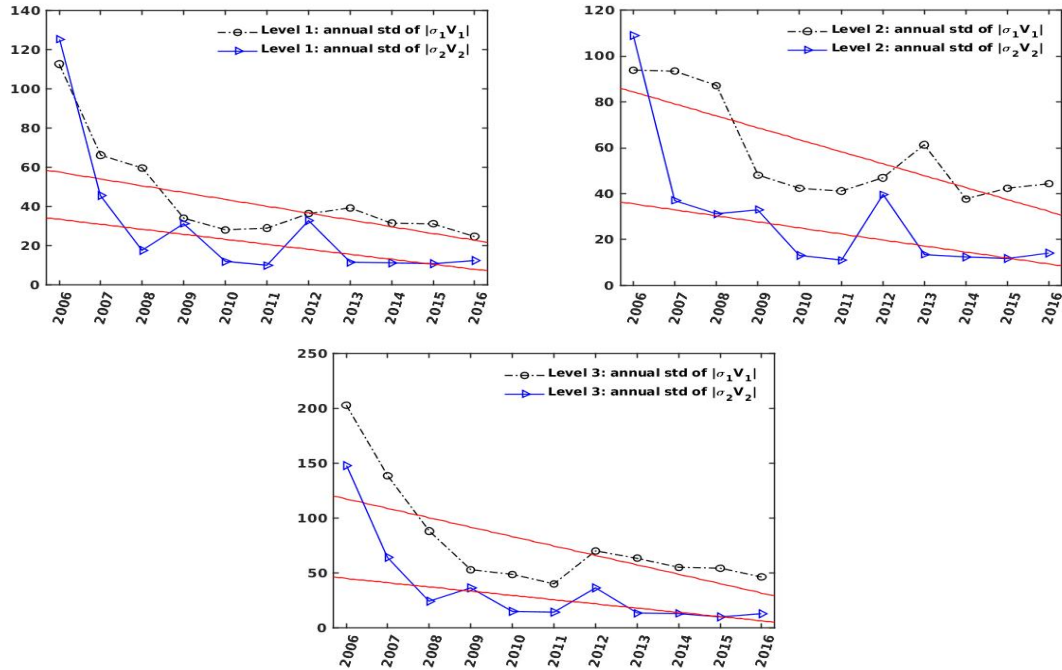 140
120
100
80
60
40
20
0
Level 1: annual std of |σ₁V₁|
Level 1: annual std of |σ₂V₂|
2006 2007 2008 2009 2010 2011 2012 2013 2014 2015 2016
120
100
80
60
40
20
0
Level 2: annual std of |σ₁V₁|
Level 2: annual std of |σ₂V₂|
2006 2007 2008 2009 2010 2011 2012 2013 2014 2015 2016
250
200
150
100
50
0
Level 3: annual std of |σ₁V₁|
Level 3: annual std of |σ₂V₂|
2006 2007 2008 2009 2010 2011 2012 2013 2014 2015 2016